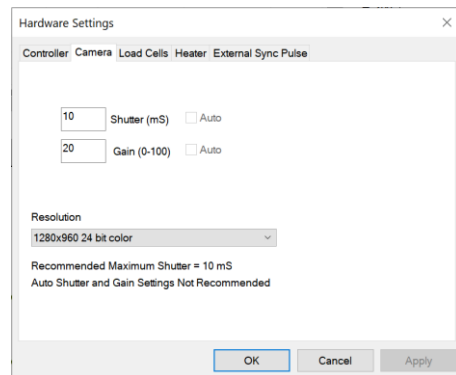 Hardware Settings
Controller Camera Load Cells Heater External Sync Pulse
10 Shutter (mS) Auto
20 Gain (0-100) Auto
Resolution
1280x960 24 bit color
Recommended Maximum Shutter = 10 mS
Auto Shutter and Gain Settings Not Recommended
OK Cancel Apply